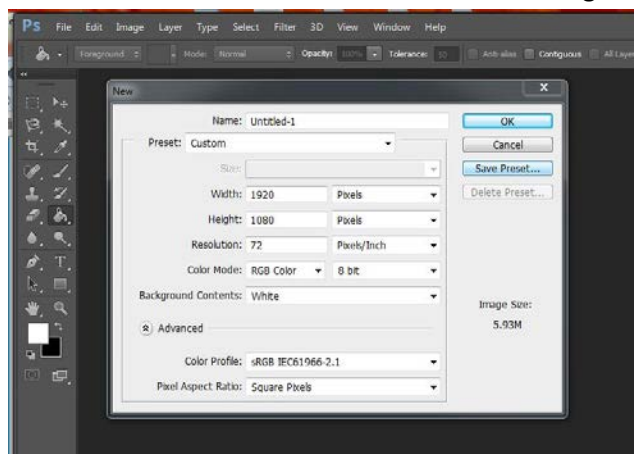 Ps File Edit Image Layer Type Select Filter 3D View Window Help
Foreground Mode: Normal Opacity: 100% Tolerance: Anti-alias Contiguous All Layer
New
Name: Untitled-1
OK
Preset: Custom
Cancel
Size:
Save Preset...
Width: 1920 Pixels
Delete Preset...
Height: 1080 Pixels
Resolution: 72 Pixels/Inch
Color Mode: RGB Color 8 bit
Background Contents: White
Image Size:
5.93M
Advanced
Color Profile: sRGB IEC61966-2.1
Pixel Aspect Ratio: Square Pixels